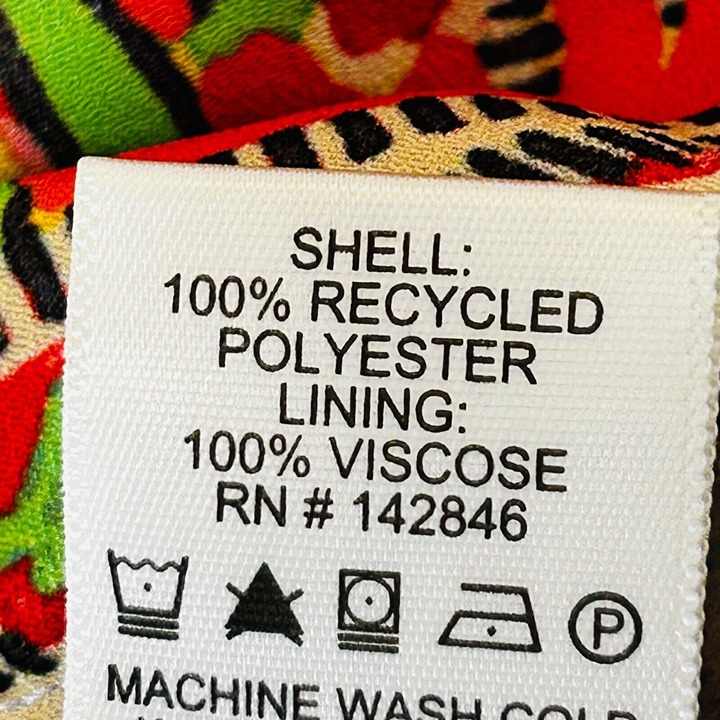 SHELL:
100% RECYCLED
POLYESTER
LINING:
100% VISCOSE
RN # 142846
P
MACHINE WASH COLD